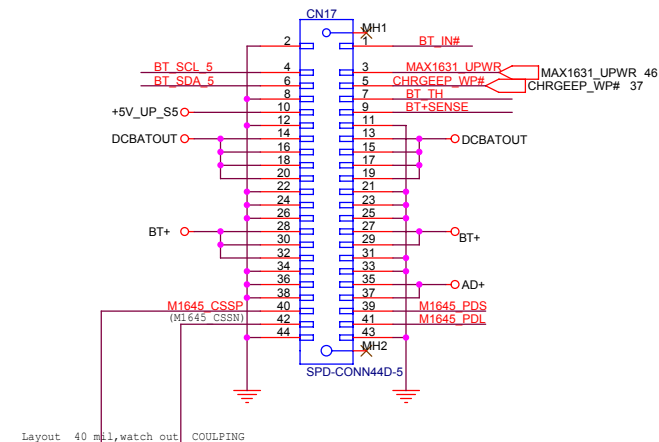 CN17
MH1
2 1 BT_IN#
BT_SCL_5 4 3 MAX1631_UPWR MAX1631_UPWR 46
BT_SDA_5 6 5 CHRGEEP_WP# CHRGEEP_WP# 37
8 7 BT_TH
+5V_UP_S5 10 9 BT+SENSE
12 11
DCBATOUT 14 13 DCBATOUT
16 15
18 17
20 19
22 21
24 23
26 25
BT+ 28 27 BT+
30 29
32 31
34 33
36 35 AD+
38 37
M1645_CSSP 40 39 M1645_PDS
(M1645_CSSN) 42 41 M1645_PDL
44 43
MH2
SPD-CONN44D-5
Layout 40 mil,watch out COULPING